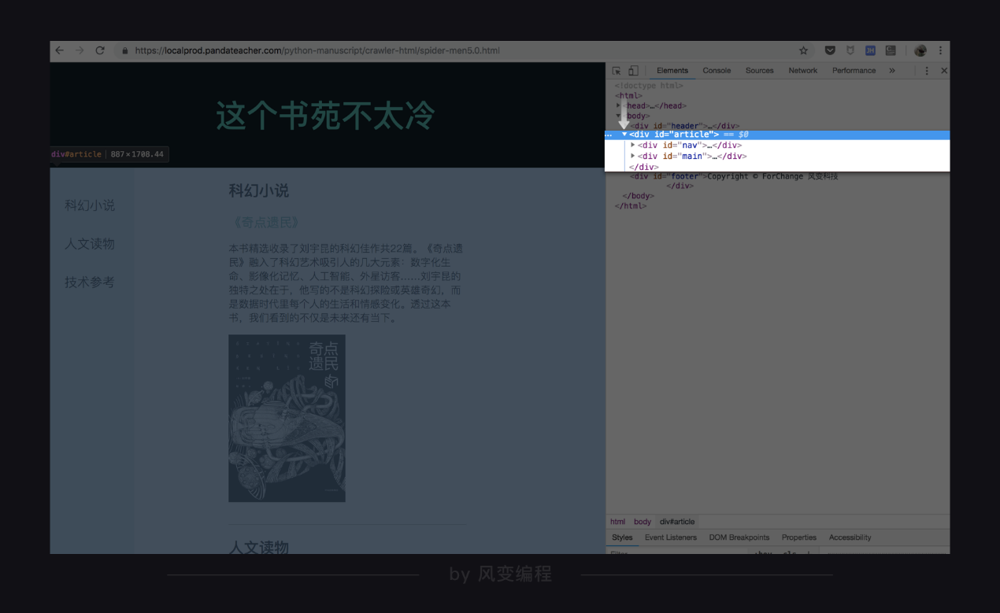 https://localprod.pandateacher.com/python-manuscript/crawler-html/spider-men5.0.html
JH
这个书苑不太冷
div#article | 887×1708.44
科幻小说
人文读物
技术参考
科幻小说
《奇点遗民》
本书精选收录了刘宇昆的科幻佳作共22篇。《奇点遗
民》融入了科幻艺术吸引人的几大元素：数字化生
命、影像化记忆、人工智能、外星访客……刘宇昆的
独特之处在于，他写的不是科幻探险或英雄奇幻，而
是数据时代里每个人的生活和情感变化。透过这本
书，我们看到的不仅是未来还有当下。
奇点
遗民
人文读物
Elements Console Sources Network Performance »
<!doctype html>
<html>
<head>…</head>
<body>
<div id="header">…</div>
… <div id="article"> == $0
<div id="nav">…</div>
<div id="main">…</div>
</div>
<div id="footer">Copyright © ForChange 风变科技
</div>
</body>
</html>
html body div#article
Styles Event Listeners DOM Breakpoints Properties Accessibility
by 风变编程